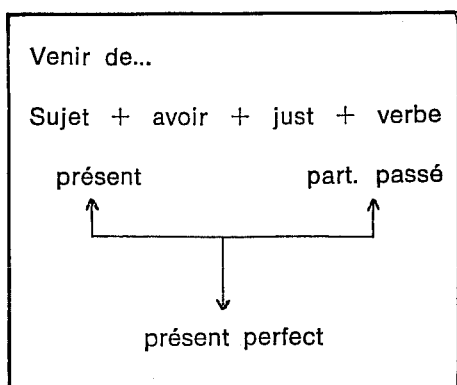 Venir de...
Sujet + avoir + just + verbe
présent part. passé
présent perfect